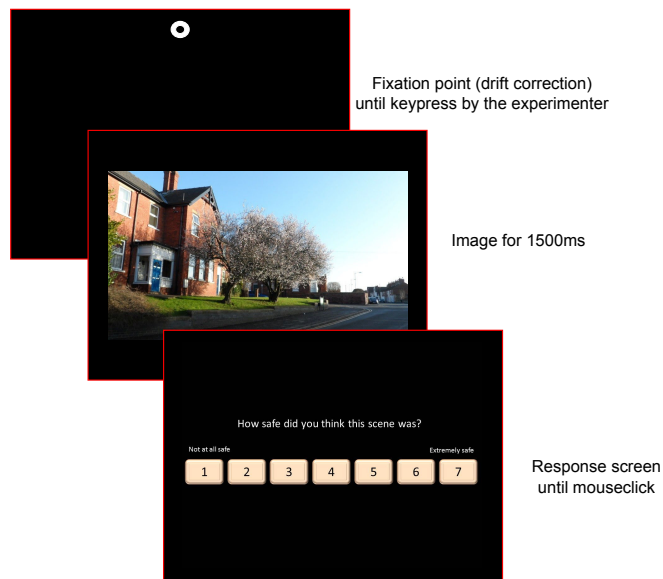 Fixation point (drift correction)
until keypress by the experimenter
Image for 1500ms
How safe did you think this scene was?
Not at all safe
Extremely safe
1 2 3 4 5 6 7
Response screen
until mouseclick